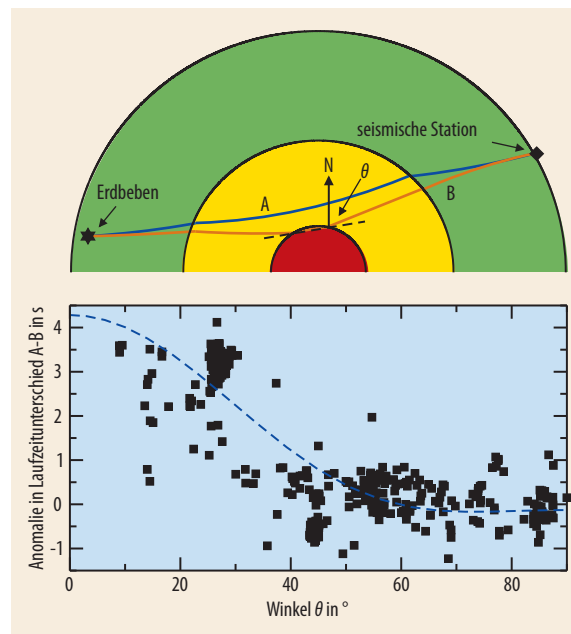 seismische Station
N
θ
Erdbeben
A
B
Anomalie in Laufzeitunterschied A-B in s
4
3
2
1
0
-1
0 20 40 60 80
Winkel θ in °